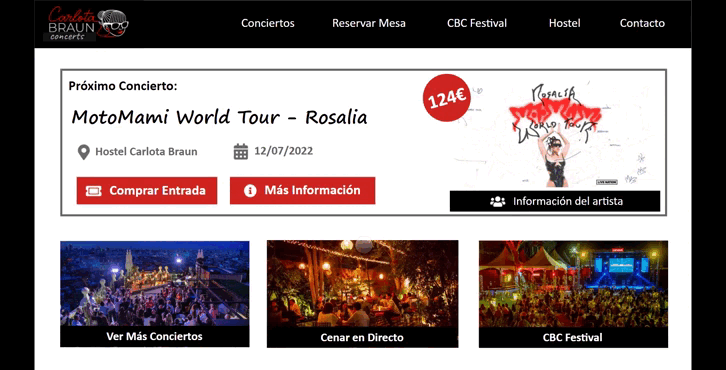 Carlota
BRAUN
concerts
Conciertos
Reservar Mesa
CBC Festival
Hostel
Contacto
Próximo Concierto:
MotoMami World Tour - Rosalia
Hostel Carlota Braun
12/07/2022
Comprar Entrada
Más Información
124€
ROSALÍA
WORLD TOUR
LIVE NATION
Información del artista
Ver Más Conciertos
Cenar en Directo
CBC Festival